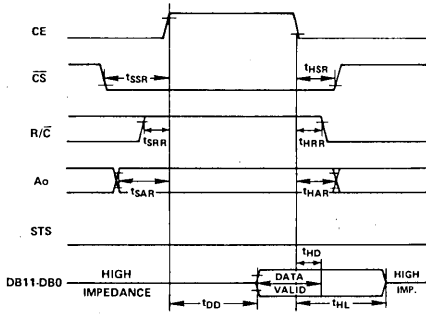 CE
CS
tSSR
tHSR
R/C
tSRR
tHRR
Ao
tSAR
tHAR
STS
tHD
DB11-DB0
HIGH
IMPEDANCE
DATA
VALID
HIGH
IMP.
tDD
tHL